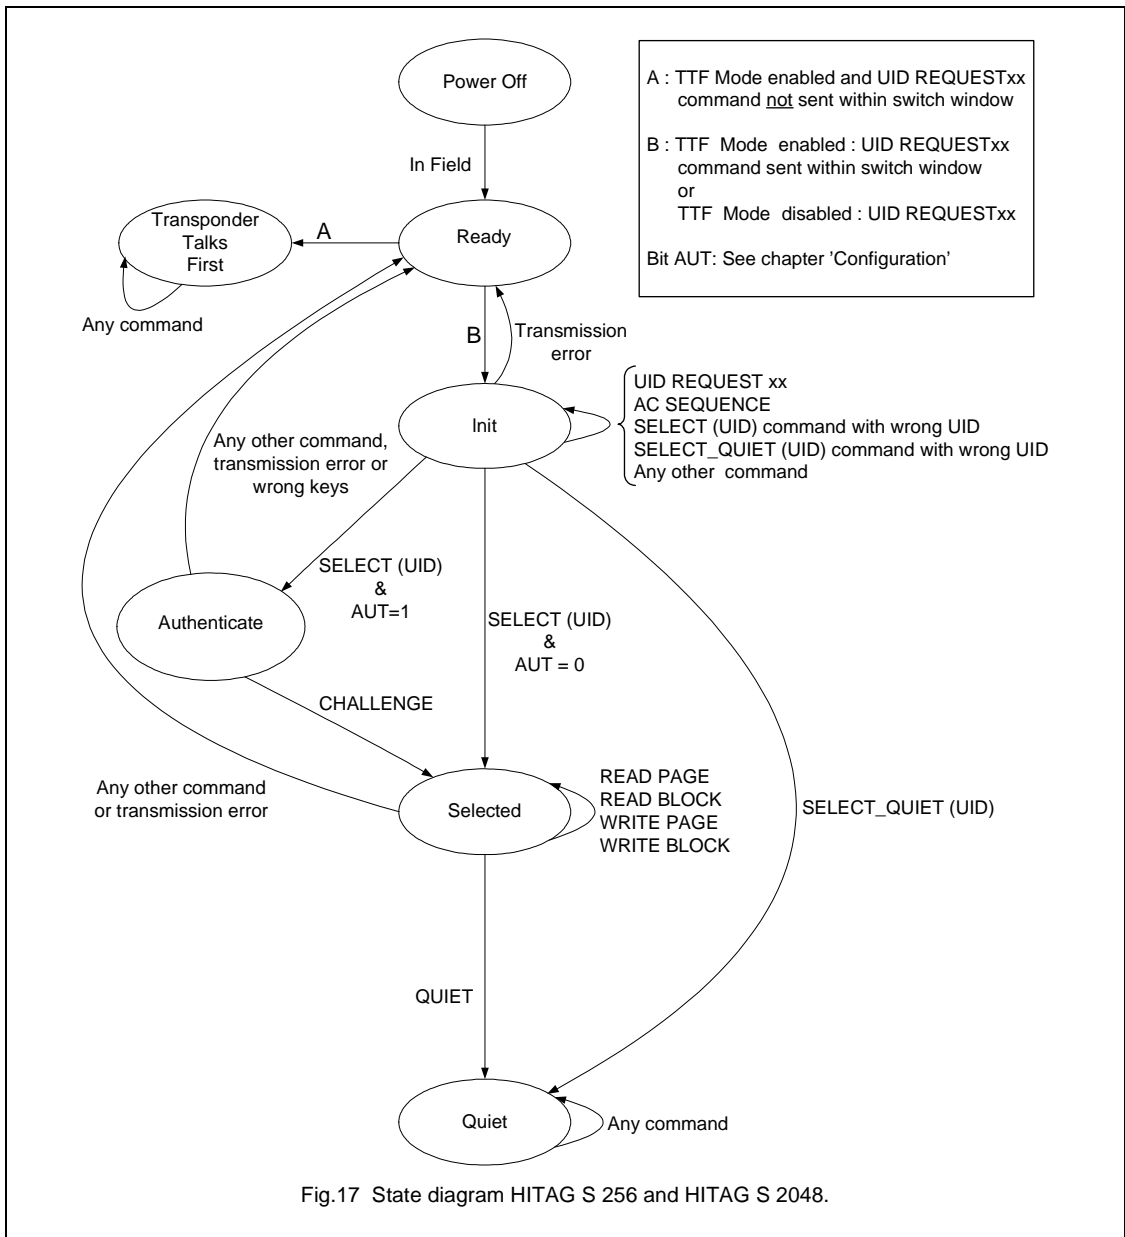 Power Off
A : TTF Mode enabled and UID REQUESTxx
command not sent within switch window
B : TTF Mode enabled : UID REQUESTxx
command sent within switch window
or
TTF Mode disabled : UID REQUESTxx
Bit AUT: See chapter 'Configuration'
In Field
Transponder
Talks
First
A
Ready
Any command
B
Transmission
error
Init
UID REQUEST xx
AC SEQUENCE
SELECT (UID) command with wrong UID
SELECT_QUIET (UID) command with wrong UID
Any other command
Any other command,
transmission error or
wrong keys
SELECT (UID)
&
AUT=1
Authenticate
SELECT (UID)
&
AUT = 0
CHALLENGE
Any other command
or transmission error
Selected
READ PAGE
READ BLOCK
WRITE PAGE
WRITE BLOCK
SELECT_QUIET (UID)
QUIET
Quiet
Any command
Fig.17 State diagram HITAG S 256 and HITAG S 2048.